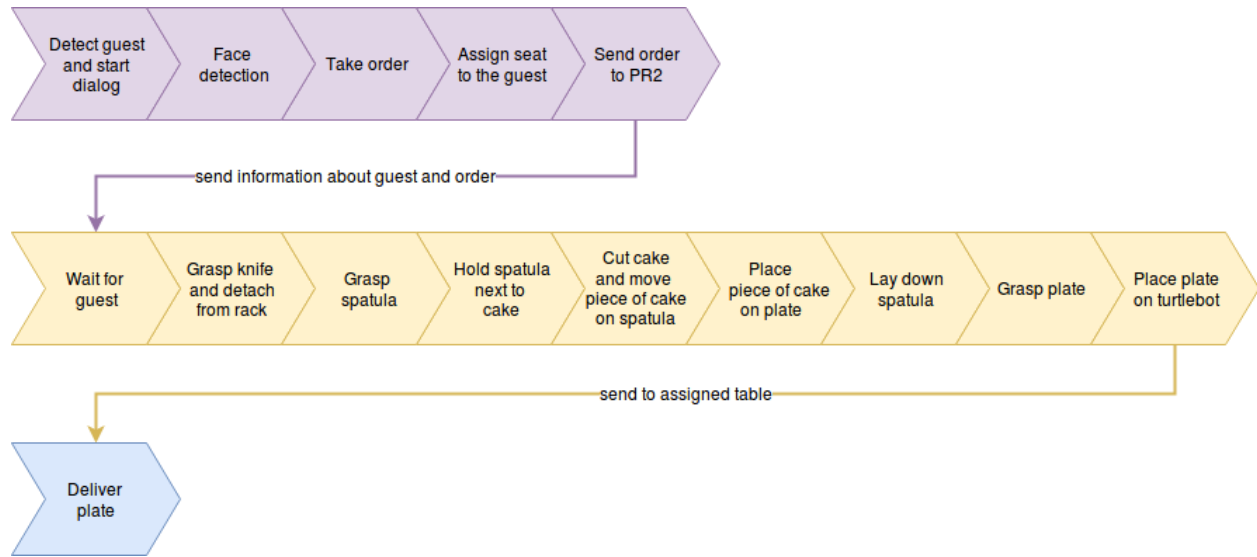 Detect guest
and start
dialog
Face
detection
Take order
Assign seat
to the guest
Send order
to PR2
send information about guest and order
Wait for
guest
Grasp knife
and detach
from rack
Grasp
spatula
Hold spatula
next to
cake
Cut cake
and move
piece of cake
on spatula
Place
piece of cake
on plate
Lay down
spatula
Grasp plate
Place plate
on turtlebot
send to assigned table
Deliver
plate